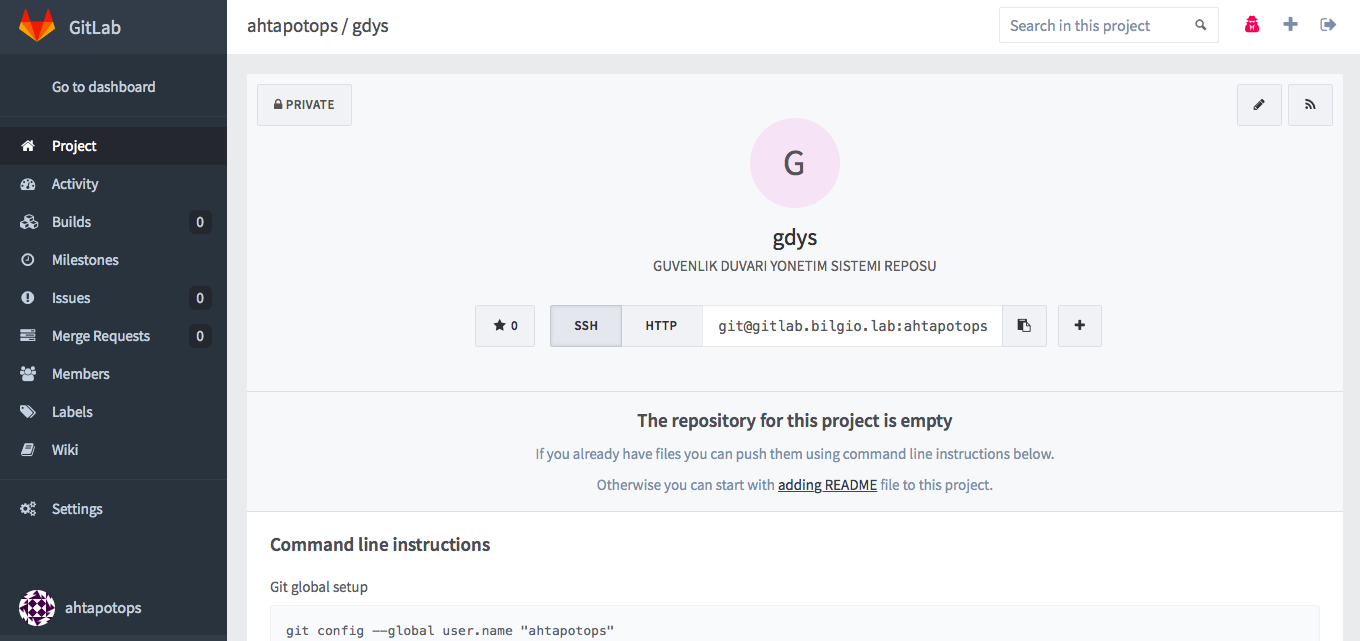 GitLab
ahtapotops / gdys
Search in this project
Go to dashboard
Project
Activity
Builds 0
Milestones
Issues 0
Merge Requests 0
Members
Labels
Wiki
Settings
ahtapotops
PRIVATE
G
gdys
GUVENLIK DUVARI YONETIM SISTEMI REPOSU
0 SSH HTTP git@gitlab.bilgio.lab:ahtapotops
The repository for this project is empty
If you already have files you can push them using command line instructions below.
Otherwise you can start with adding README file to this project.
Command line instructions
Git global setup
git config --global user.name "ahtapotops"